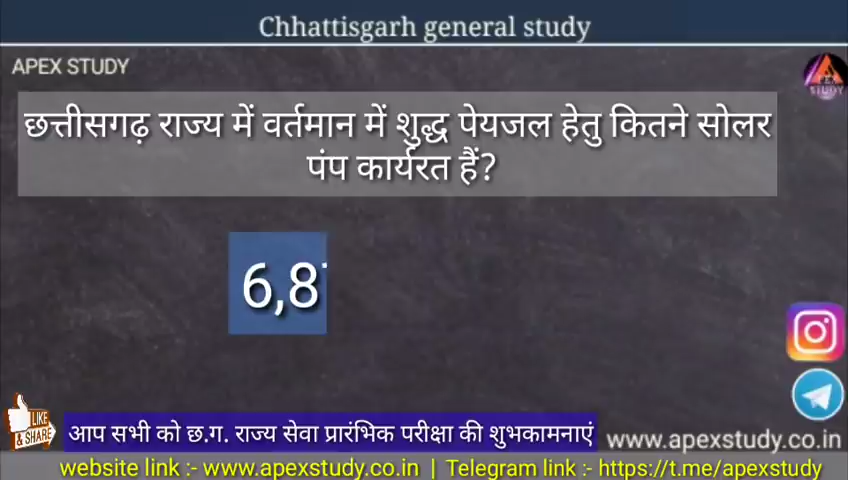 Chhattisgarh general study
APEX STUDY
छत्तीसगढ़ राज्य में वर्तमान में शुद्ध पेयजल हेतु कितने सोलर
पंप कार्यरत हैं?
6,8
LIKE
& SHARE
आप सभी को छ.ग. राज्य सेवा प्रारंभिक परीक्षा की शुभकामनाएं
www.apexstudy.co.in
website link :- www.apexstudy.co.in | Telegram link :- https://t.me/apexstudy